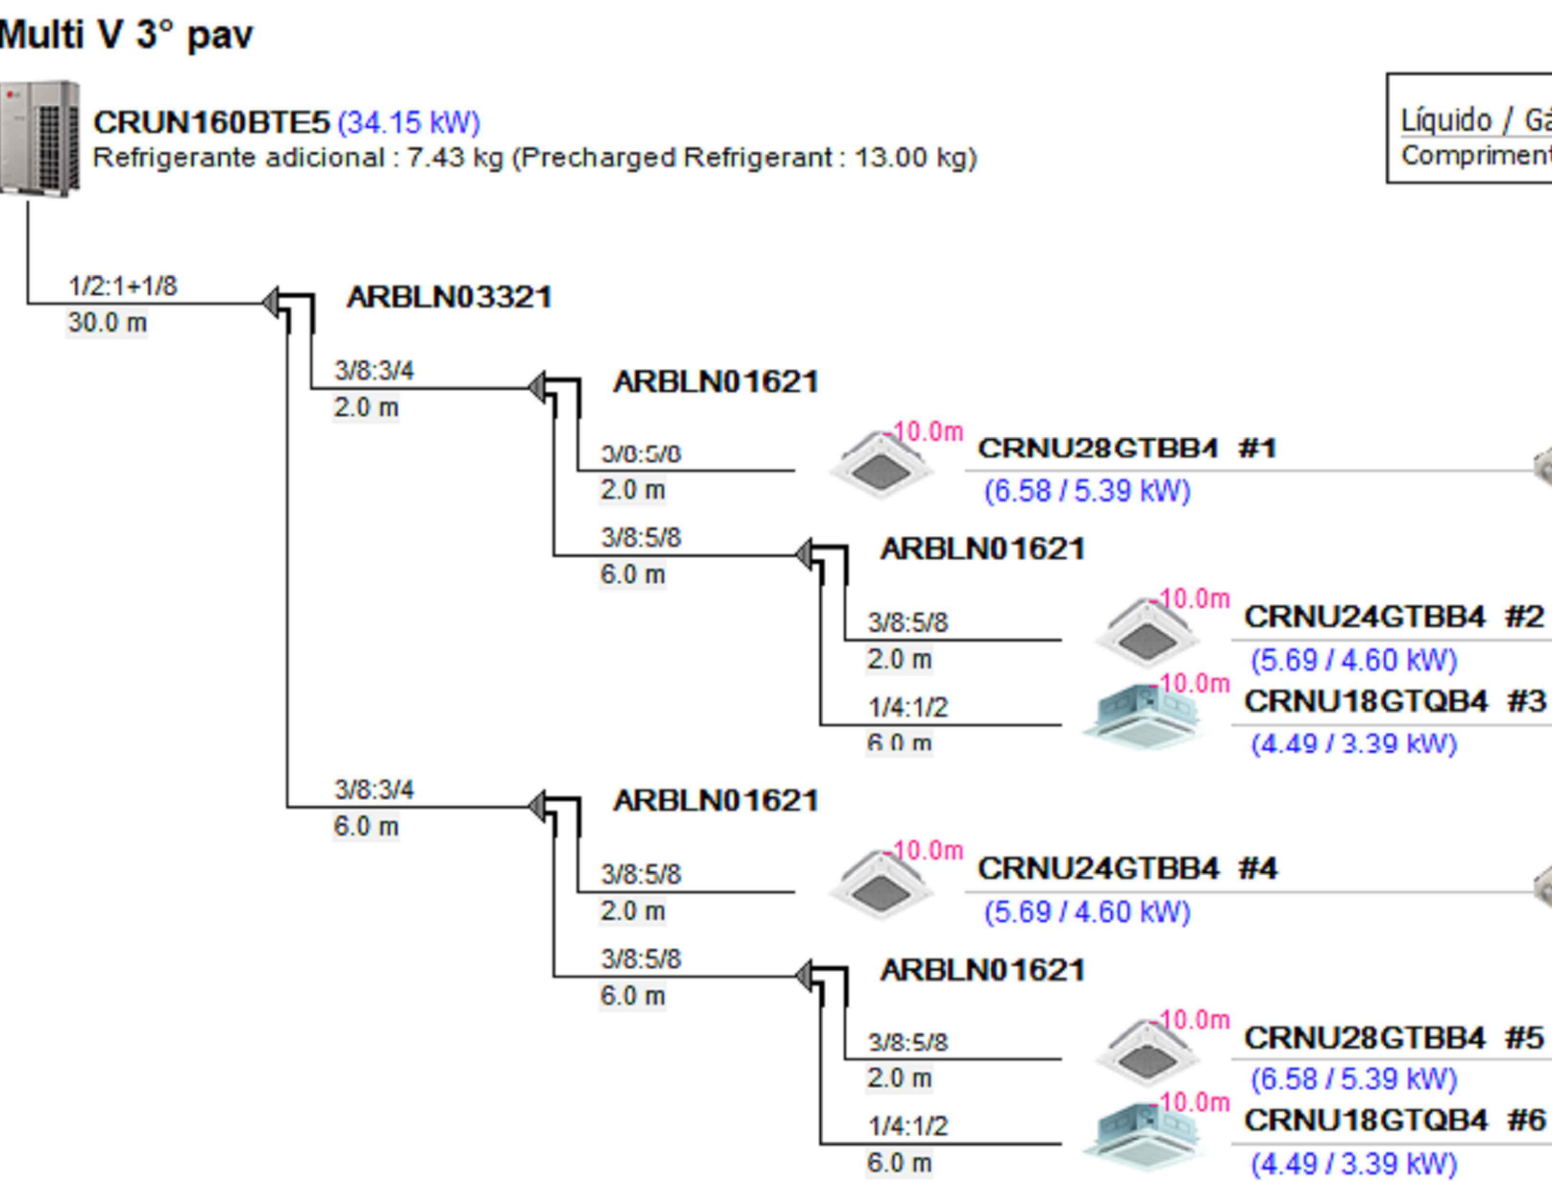 Multi V 3° pav
CRUN160BTE5 (34.15 kW)
Refrigerante adicional : 7.43 kg (Precharged Refrigerant : 13.00 kg)
Líquido / Gá
Compriment
1/2:1+1/8
30.0 m
ARBLN03321
3/8:3/4
2.0 m
ARBLN01621
3/8:5/8
2.0 m
-10.0m
CRNU28GTBB4 #1
(6.58 / 5.39 kW)
3/8:5/8
6.0 m
ARBLN01621
3/8:5/8
2.0 m
-10.0m
CRNU24GTBB4 #2
(5.69 / 4.60 kW)
1/4:1/2
6.0 m
-10.0m
CRNU18GTQB4 #3
(4.49 / 3.39 kW)
3/8:3/4
6.0 m
ARBLN01621
3/8:5/8
2.0 m
-10.0m
CRNU24GTBB4 #4
(5.69 / 4.60 kW)
3/8:5/8
6.0 m
ARBLN01621
3/8:5/8
2.0 m
-10.0m
CRNU28GTBB4 #5
(6.58 / 5.39 kW)
1/4:1/2
6.0 m
-10.0m
CRNU18GTQB4 #6
(4.49 / 3.39 kW)